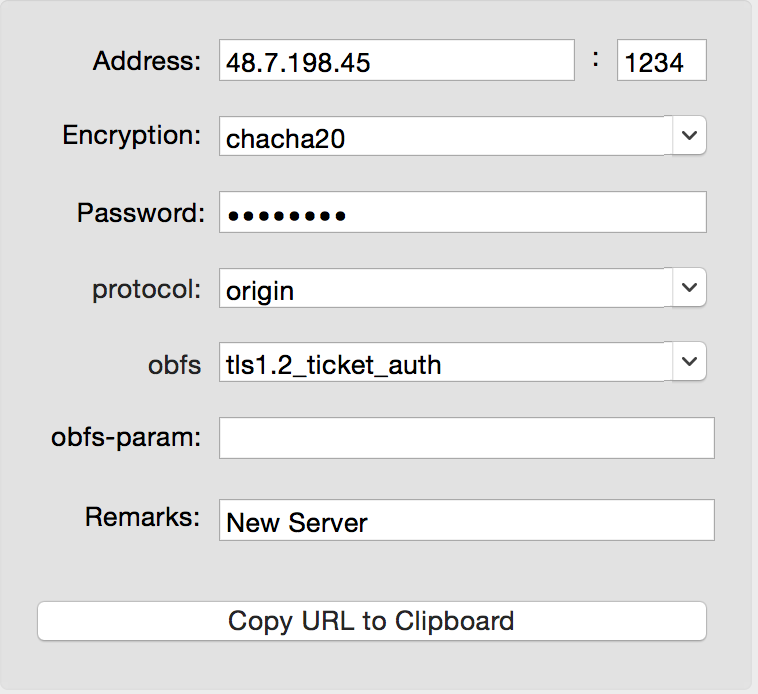 Address: 48.7.198.45 : 1234
Encryption: chacha20
Password: ••••••••
protocol: origin
obfs tls1.2_ticket_auth
obfs-param:
Remarks: New Server
Copy URL to Clipboard